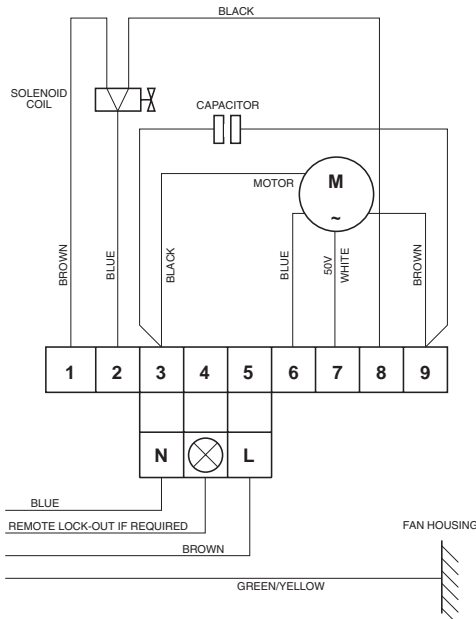 BLACK
SOLENOID
COIL
CAPACITOR
MOTOR
M
~
BROWN
BLUE
BLACK
BLUE
50V
WHITE
BROWN
1 2 3 4 5 6 7 8 9
N L
BLUE
REMOTE LOCK-OUT IF REQUIRED
FAN HOUSING
BROWN
GREEN/YELLOW